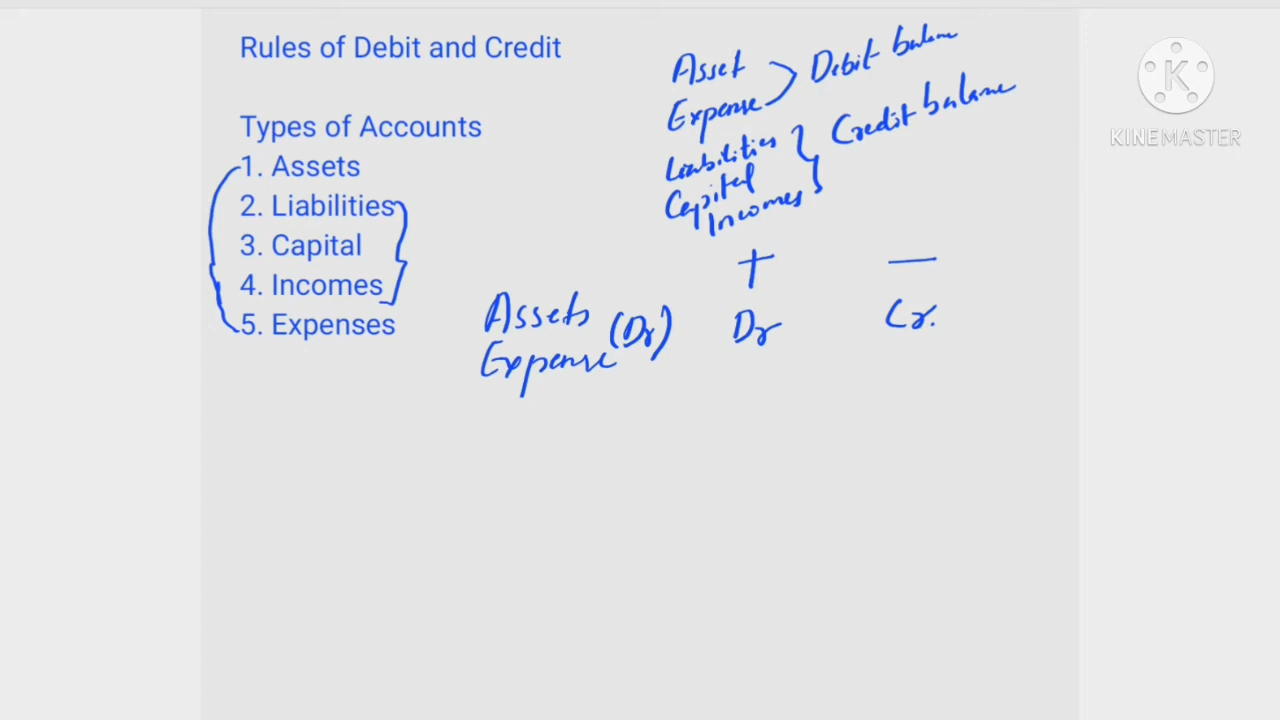 Rules of Debit and Credit
Types of Accounts
1. Assets
2. Liabilities
3. Capital
4. Incomes
5. Expenses
Asset
Expense
Debit balance
Liabilities
Capital
Incomes
Credit balance
+ —
Assets
Expense (Dr) Dr Cr.
K
KINEMASTER